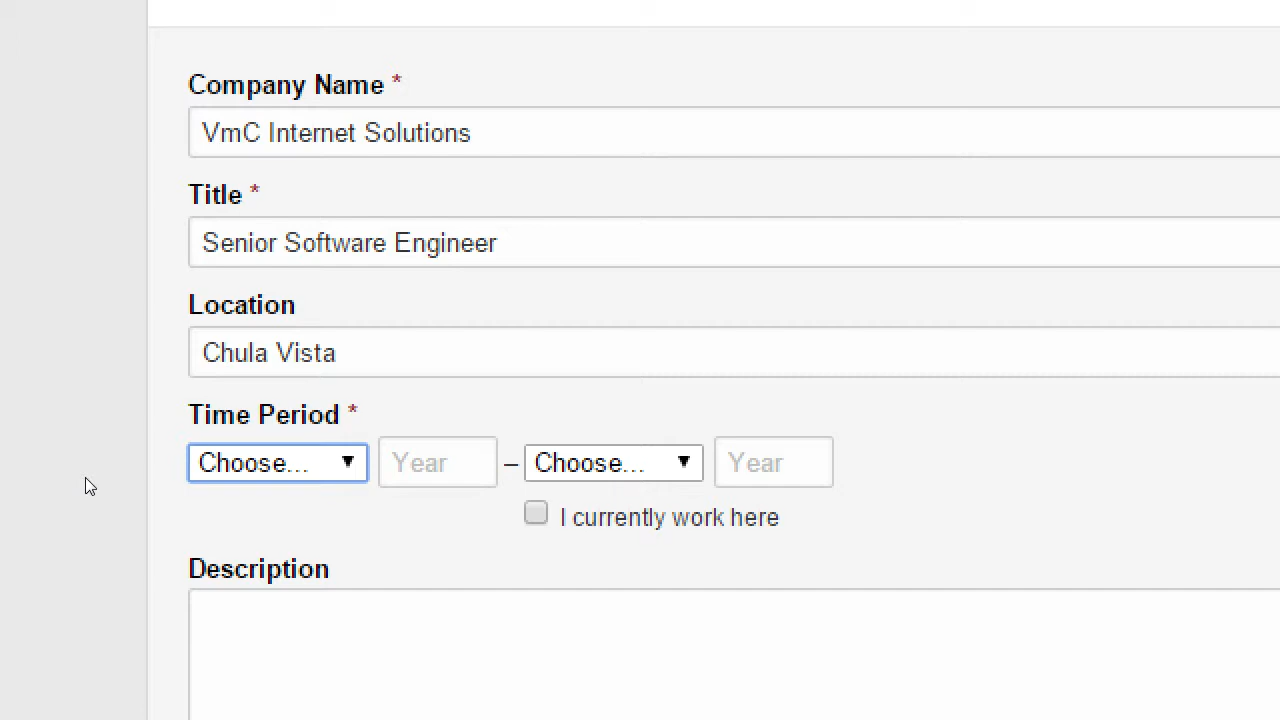 Company Name *
VmC Internet Solutions
Title *
Senior Software Engineer
Location
Chula Vista
Time Period *
Choose... Year – Choose... Year
I currently work here
Description